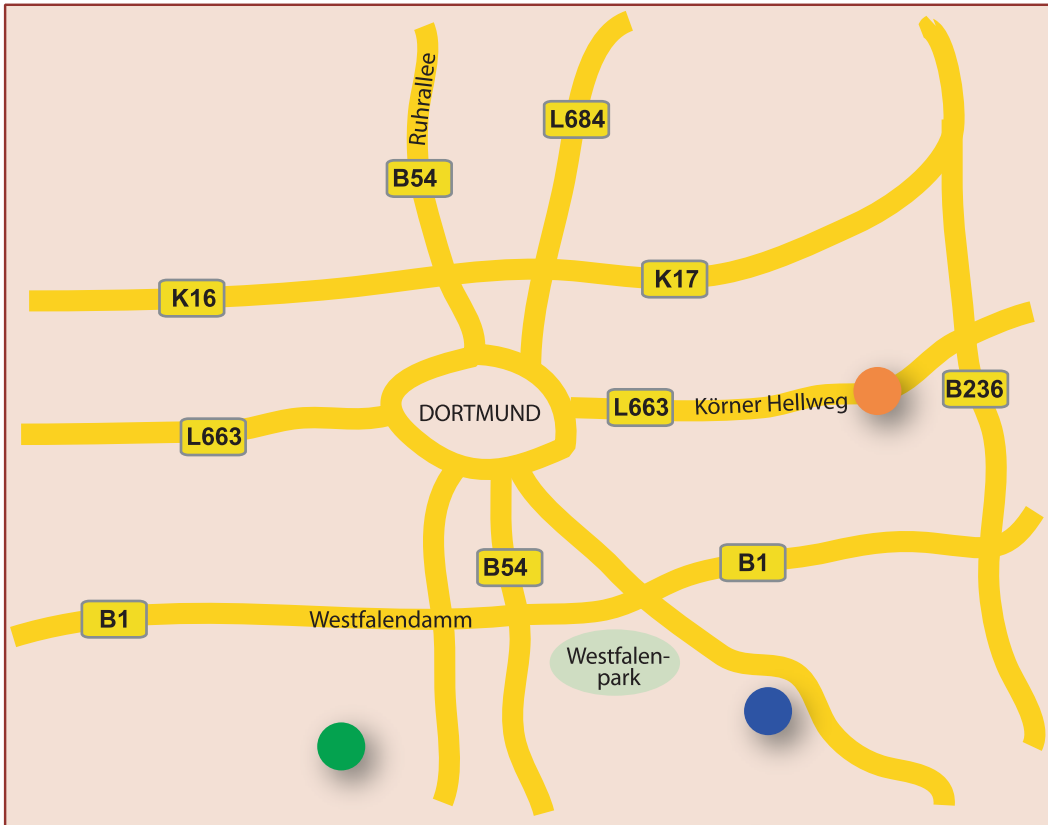 Ruhrallee
L684
B54
K17
K16
B236
Körner Hellweg
L663
DORTMUND
L663
B1
B54
B1
Westfalendamm
Westfalen-
park